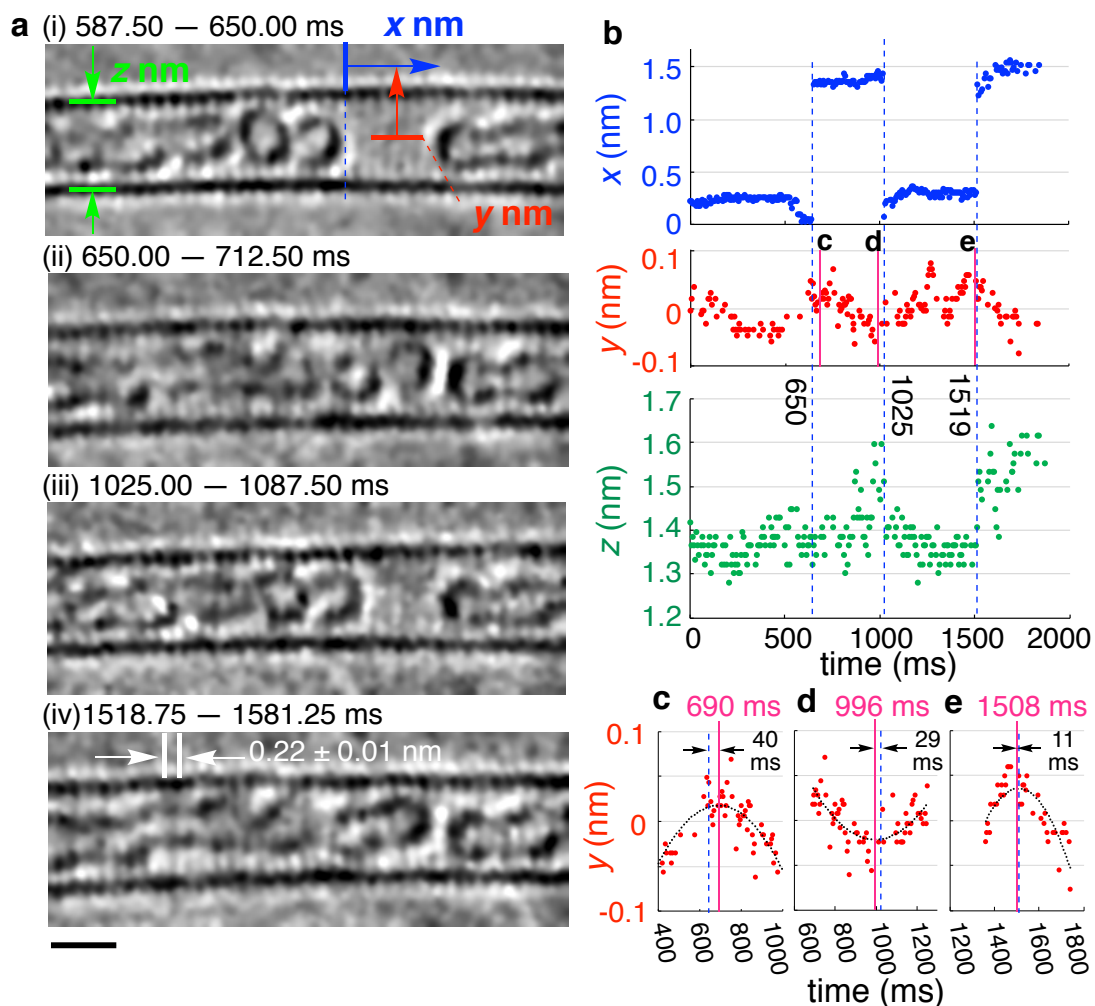 a
(i) 587.50 — 650.00 ms
z nm
x nm
y nm
(ii) 650.00 — 712.50 ms
(iii) 1025.00 — 1087.50 ms
(iv)1518.75 — 1581.25 ms
0.22 ± 0.01 nm
b
x (nm)
1.5
1.0
0.5
0
y (nm)
0.1
0
-0.1
c
d
e
650
1025
1519
z (nm)
1.7
1.6
1.5
1.4
1.3
1.2
0
500
1000
1500
2000
time (ms)
c
690 ms
d
996 ms
e
1508 ms
y (nm)
0.1
0
-0.1
40
ms
29
ms
11
ms
400
600
800
1000
600
800
1000
1200
1200
1400
1600
1800
time (ms)